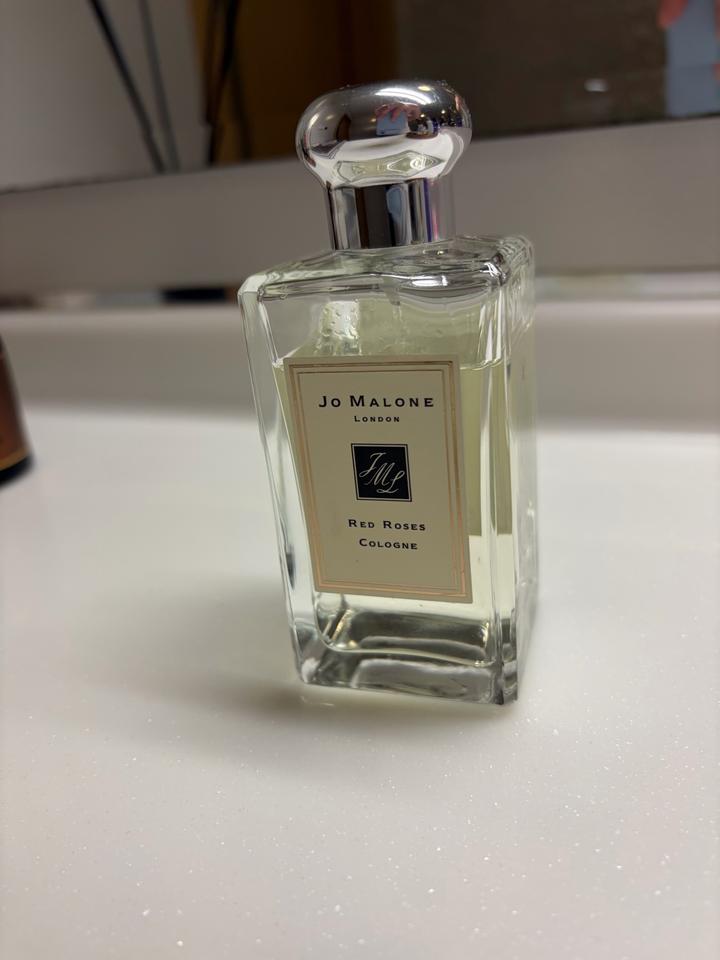 Jo Malone
London
JML
Red Roses
Cologne